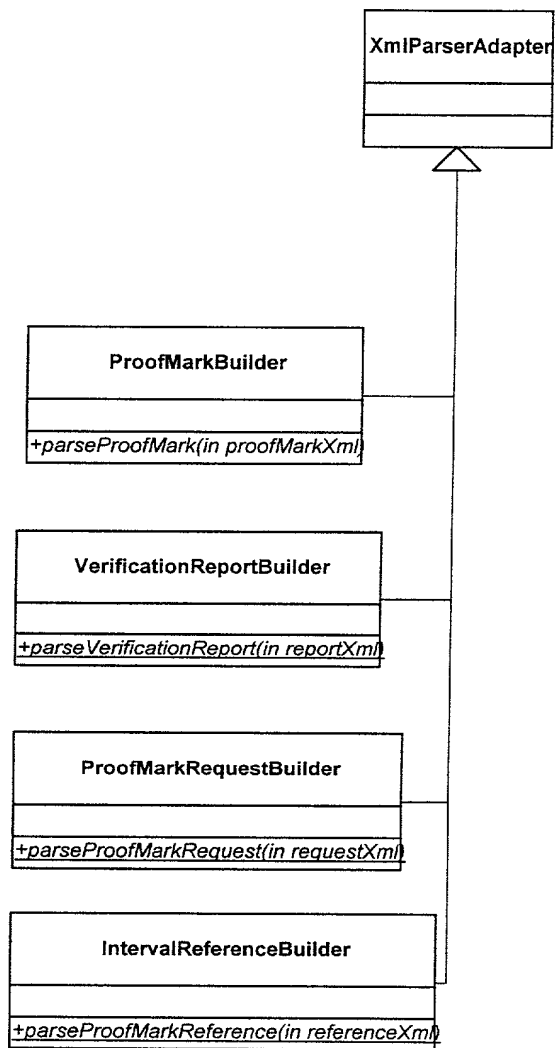 XmlParserAdapter
ProofMarkBuilder
+parseProofMark(in proofMarkXml)
VerificationReportBuilder
+parseVerificationReport(in reportXml)
ProofMarkRequestBuilder
+parseProofMarkRequest(in requestXml)
IntervalReferenceBuilder
+parseProofMarkReference(in referenceXml)